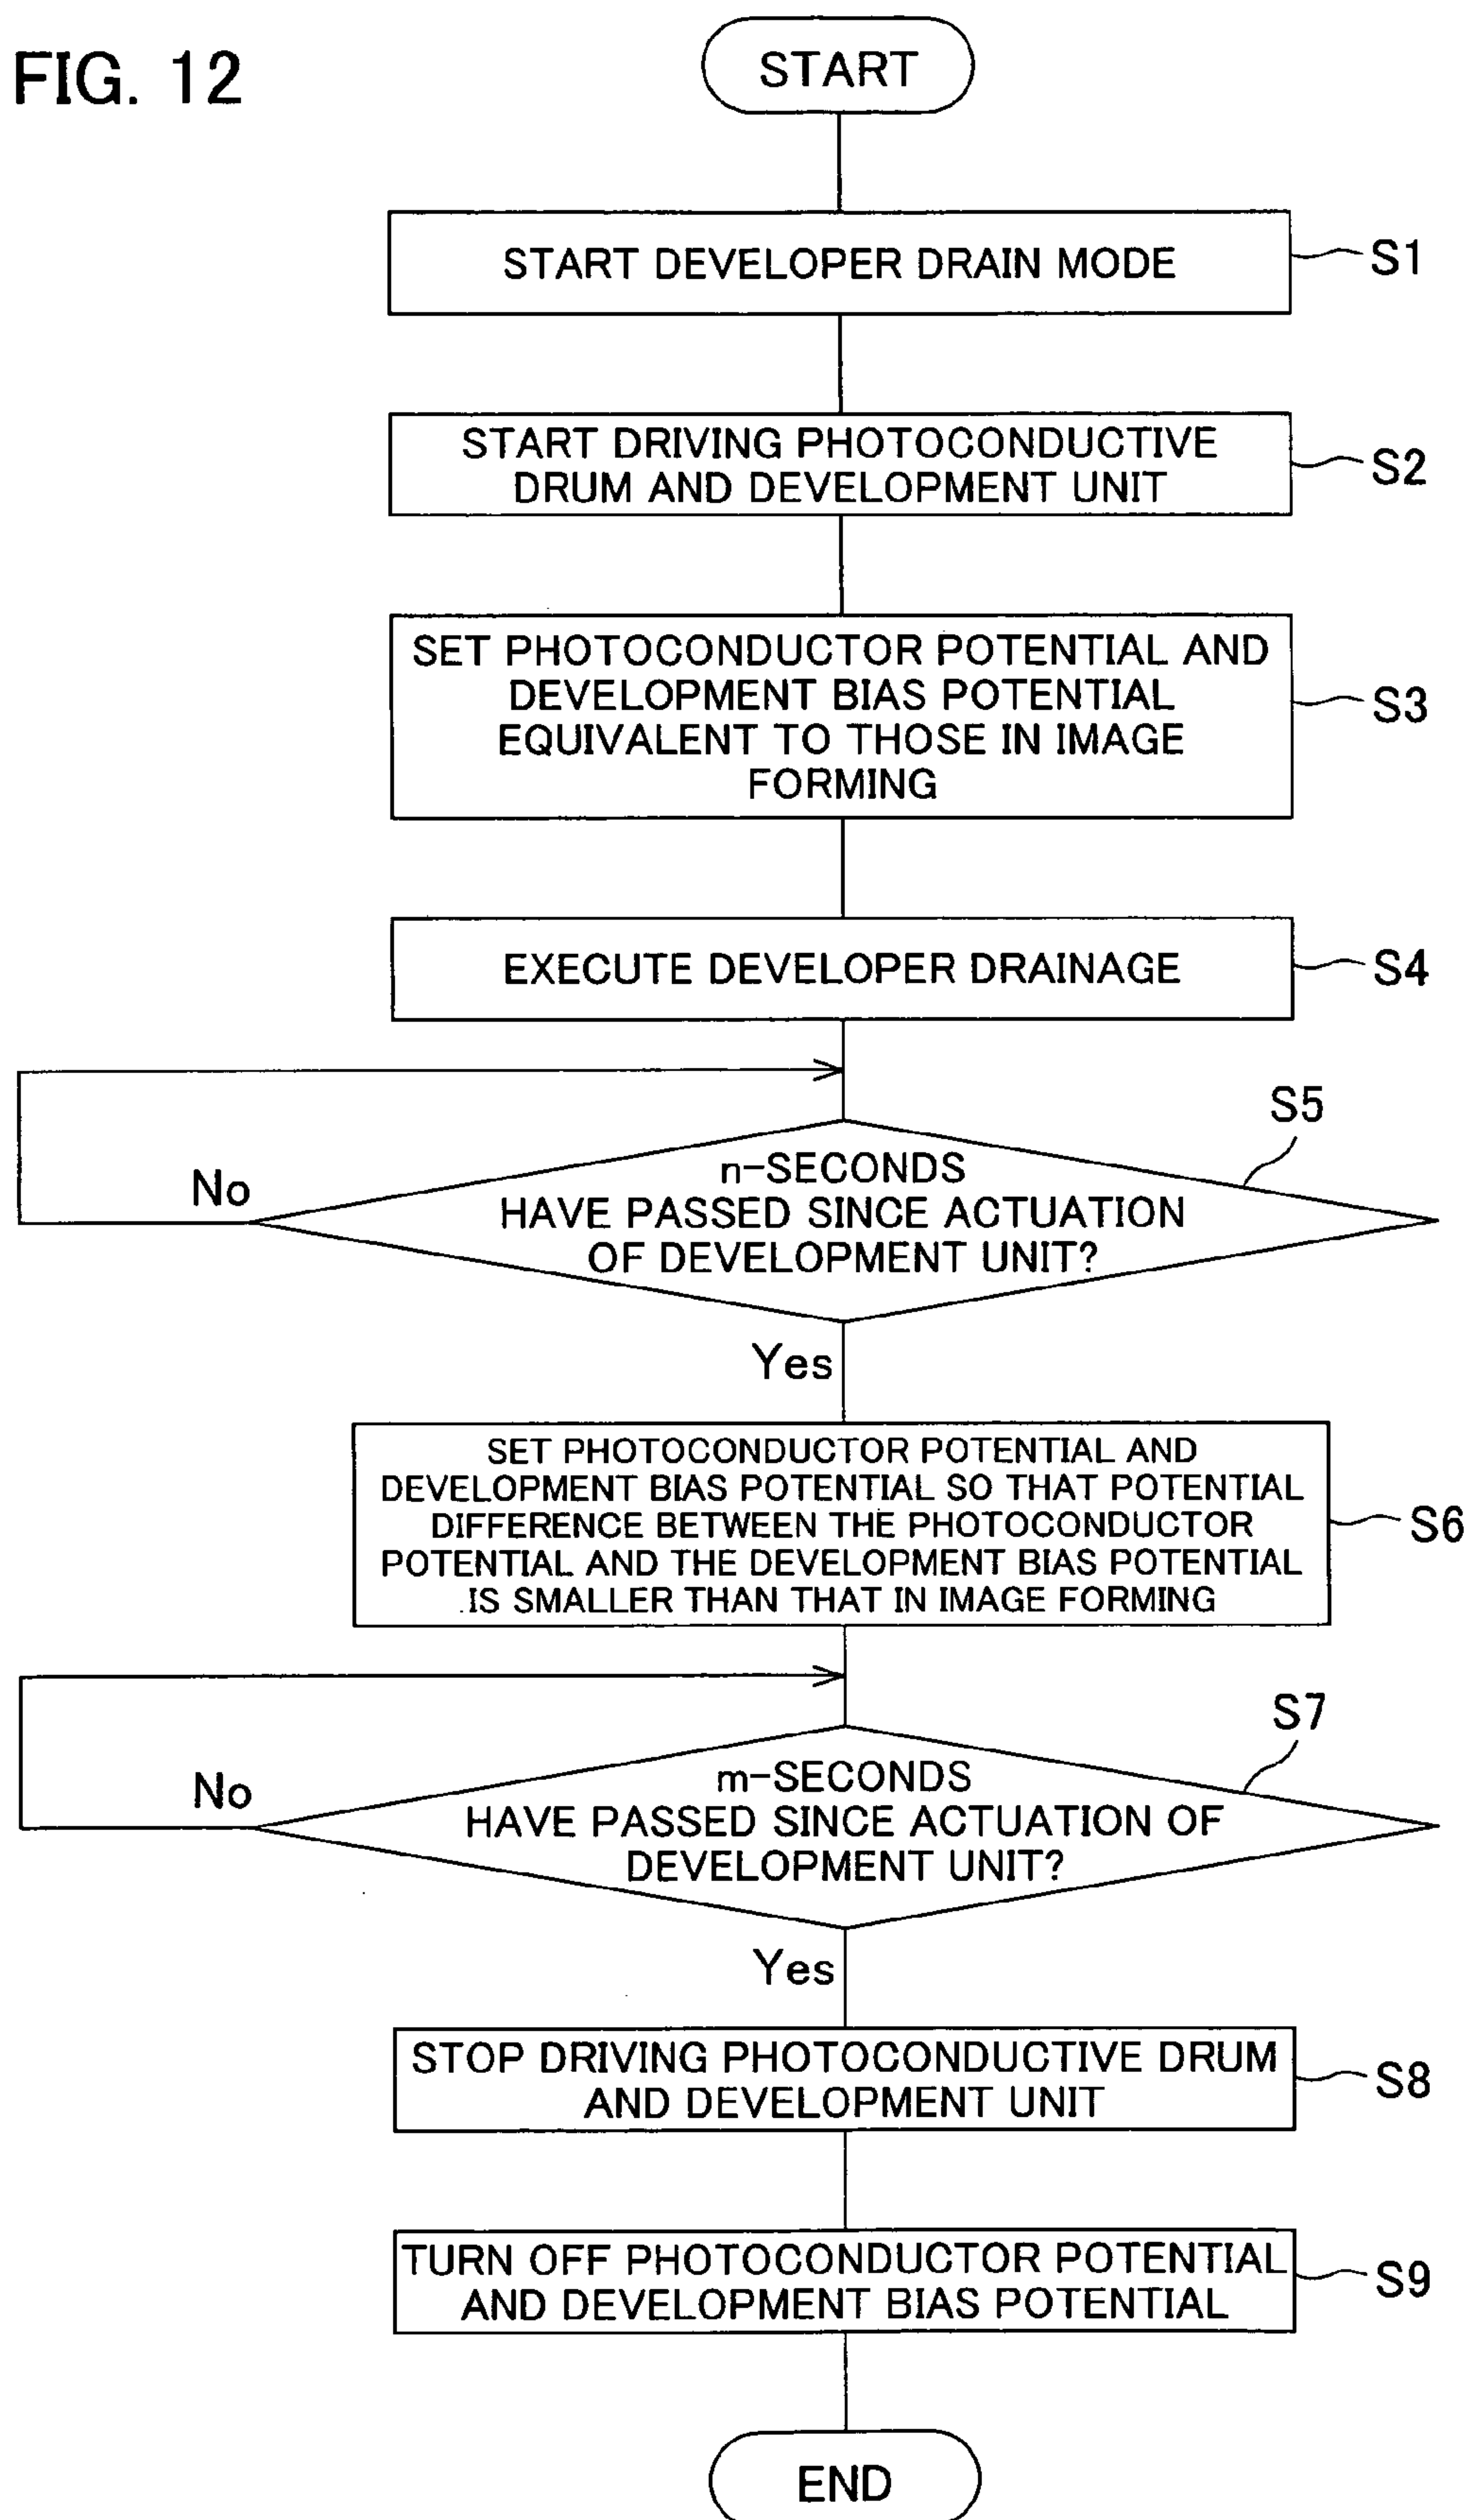 FIG. 12
START
START DEVELOPER DRAIN MODE
S1
START DRIVING PHOTOCONDUCTIVE
DRUM AND DEVELOPMENT UNIT
S2
SET PHOTOCONDUCTOR POTENTIAL AND
DEVELOPMENT BIAS POTENTIAL
EQUIVALENT TO THOSE IN IMAGE
FORMING
S3
EXECUTE DEVELOPER DRAINAGE
S4
S5
n-SECONDS
HAVE PASSED SINCE ACTUATION
OF DEVELOPMENT UNIT?
No
Yes
SET PHOTOCONDUCTOR POTENTIAL AND
DEVELOPMENT BIAS POTENTIAL SO THAT POTENTIAL
DIFFERENCE BETWEEN THE PHOTOCONDUCTOR
POTENTIAL AND THE DEVELOPMENT BIAS POTENTIAL
IS SMALLER THAN THAT IN IMAGE FORMING
S6
S7
m-SECONDS
HAVE PASSED SINCE ACTUATION OF
DEVELOPMENT UNIT?
No
Yes
STOP DRIVING PHOTOCONDUCTIVE DRUM
AND DEVELOPMENT UNIT
S8
TURN OFF PHOTOCONDUCTOR POTENTIAL
AND DEVELOPMENT BIAS POTENTIAL
S9
END